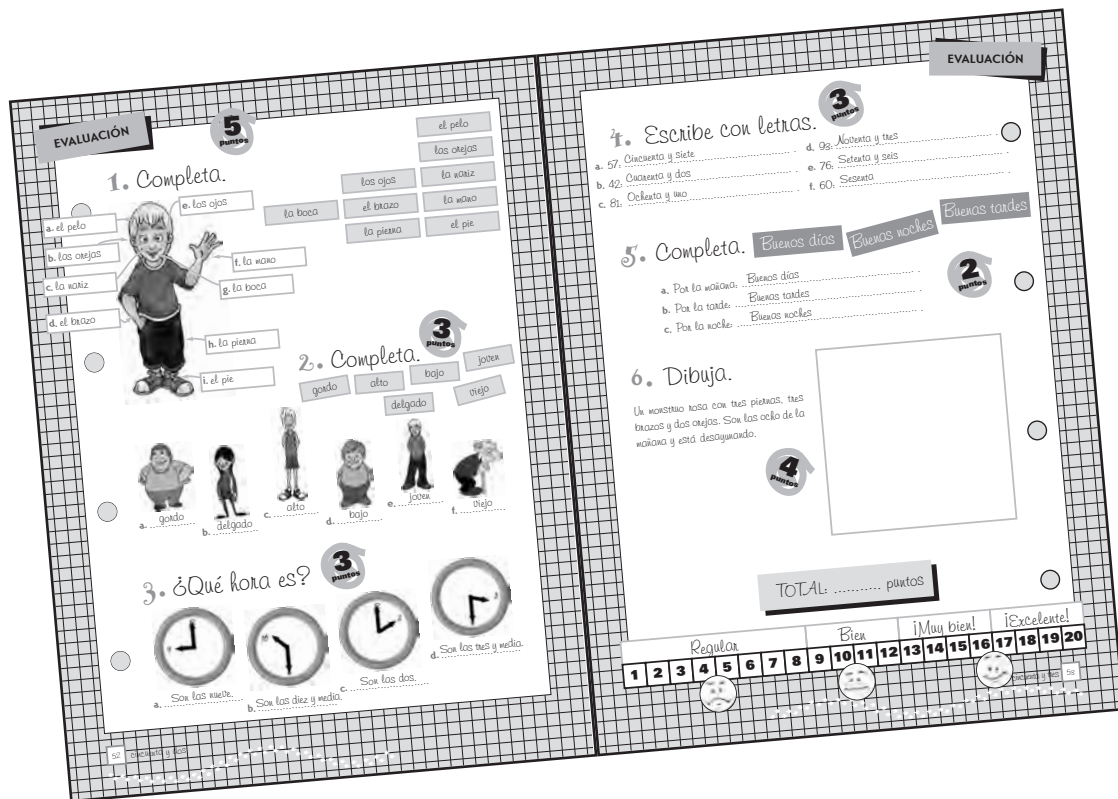 EVALUACIÓN
5 puntos
1. Completa.
el pelo
las orejas
los ojos
la nariz
la boca
el brazo
la mano
la pierna
el pie
a. el pelo
b. las orejas
c. la nariz
d. el brazo
e. los ojos
f. la mano
g. la boca
h. la pierna
i. el pie
3 puntos
2. Completa.
gordo
alto
bajo
joven
delgado
viejo
a. gordo
b. delgado
c. alto
d. bajo
e. joven
f. viejo
3. ¿Qué hora es?
3 puntos
9
10
2
3
a. Son las nueve.
b. Son las diez y media.
c. Son las dos.
d. Son las tres y media.
52 cincuenta y dos
EVALUACIÓN
3 puntos
4. Escribe con letras.
a. 57: Cincuenta y siete
b. 42: Cuarenta y dos
c. 81: Ochenta y uno
d. 93: Noventa y tres
e. 76: Setenta y seis
f. 60: Sesenta
5. Completa.
Buenos días
Buenas noches
Buenas tardes
2 puntos
a. Por la mañana: Buenos días
b. Por la tarde: Buenas tardes
c. Por la noche: Buenas noches
6. Dibuja.
Un monstruo rosa con tres piernas, tres
brazos y dos orejas. Son las ocho de la
mañana y está desayunando.
4 puntos
TOTAL: ........... puntos
Regular
Bien
¡Muy bien!
¡Excelente!
1 2 3 4 5 6 7 8 9 10 11 12 13 14 15 16 17 18 19 20
cincuenta y tres 53